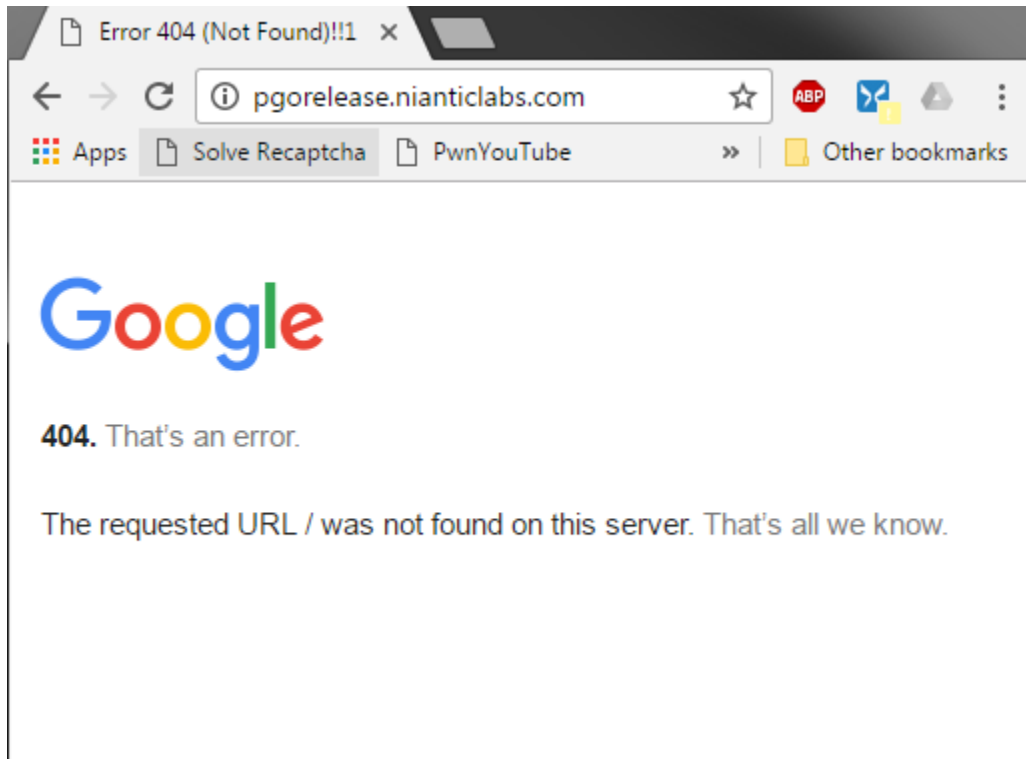 Error 404 (Not Found)!!1
pgorelease.nianticlabs.com
ABP
Apps Solve Recaptcha PwnYouTube » Other bookmarks
Google
404. That’s an error.
The requested URL / was not found on this server. That’s all we know.